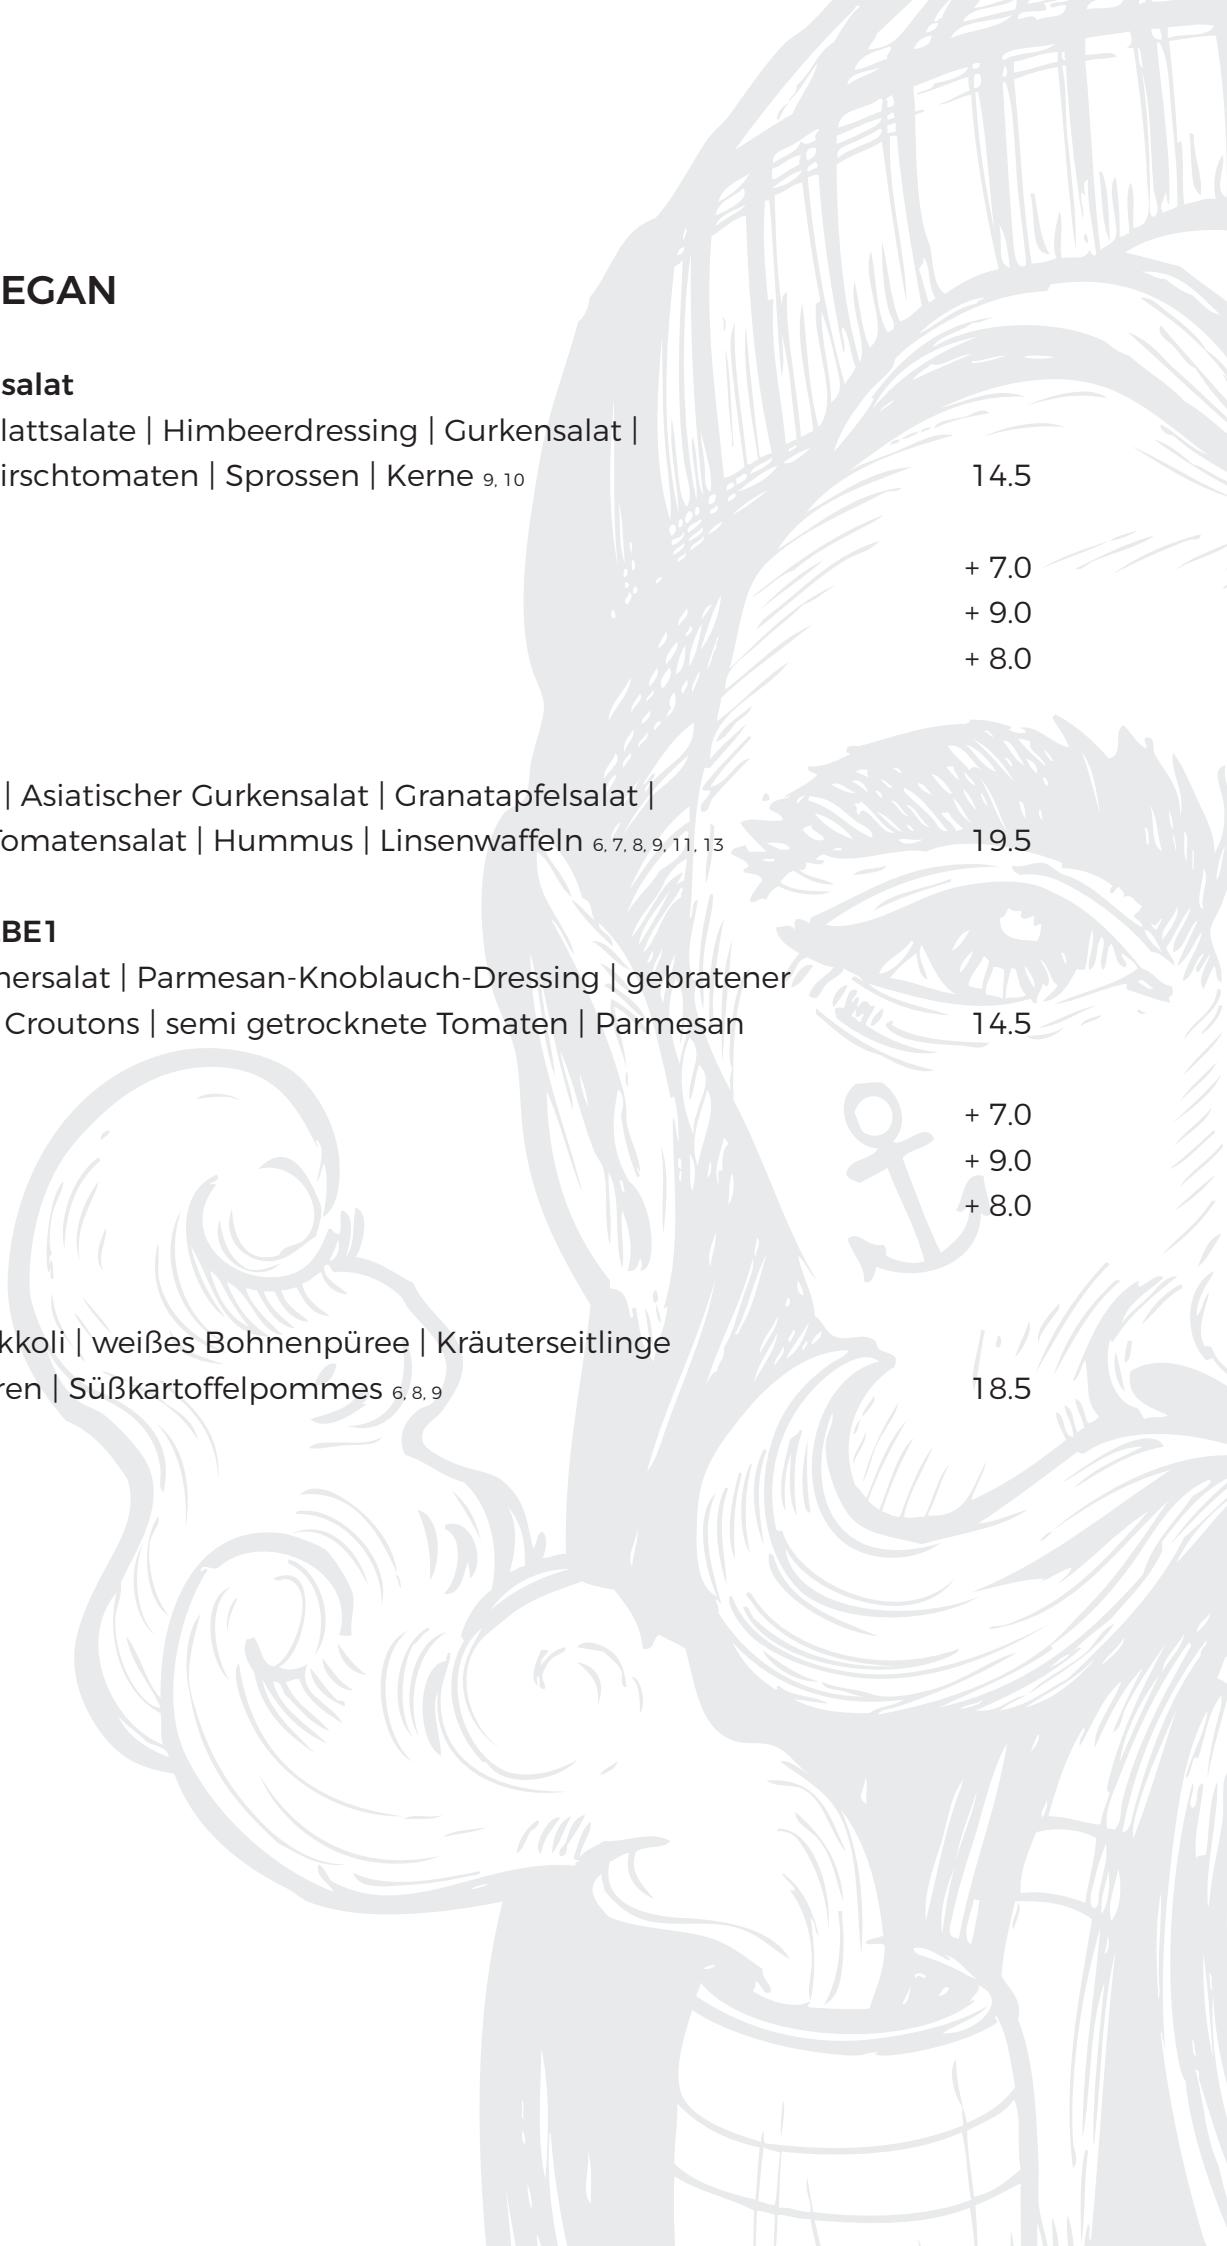 EGAN
salat
lattsalate | Himbeerdressing | Gurkensalat |
irschtomaten | Sprossen | Kerne 9, 10 14.5
+ 7.0
+ 9.0
+ 8.0
| Asiatischer Gurkensalat | Granatapfelsalat |
omatensalat | Hummus | Linsenwaffeln 6, 7, 8, 9, 11, 13 19.5
BE1
nersalat | Parmesan-Knoblauch-Dressing | gebratener
Croutons | semi getrocknete Tomaten | Parmesan 14.5
+ 7.0
+ 9.0
+ 8.0
kkoli | weißes Bohnenpüree | Kräuterseitlinge
ren | Süßkartoffelpommes 6, 8, 9 18.5